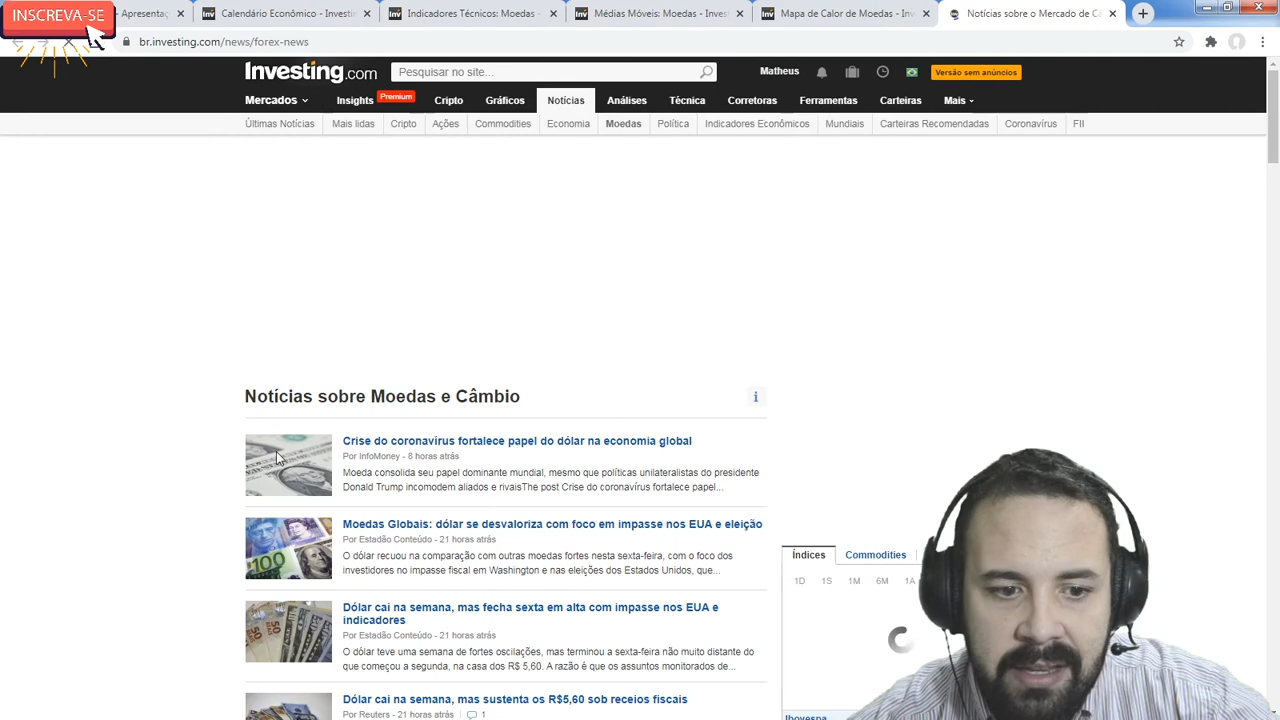 INSCREVA-SE
Apresentaç
Calendário Econômico - Investi
Indicad
Médias Móveis: Moedas - Inves
Mapa de Calor de Moedas - Inv
Notícias sobre o Mercado de C
br.investing.com/news/forex-news
Investing.com
Pesquisar no site...
Matheus
Versão sem anúncios
Mercados
Insights
Premium
Cripto
Gráficos
Notícias
Análises
Técnica
Corretoras
Ferramentas
Carteiras
Mais
Últimas Notícias
Mais lidas
Cripto
Ações
Commodities
Economia
Moedas
Política
Indicadores Econômicos
Mundiais
Carteiras Recomendadas
Coronavírus
FII
Notícias sobre Moedas e Câmbio
Crise do coronavírus fortalece papel do dólar na economia global
Por InfoMoney - 8 horas atrás
Moeda consolida seu papel dominante mundial, mesmo que políticas unilateralistas do presidente
Donald Trump incomodem aliados e rivaisThe post Crise do coronavírus fortalece papel...
Moedas Globais: dólar se desvaloriza com foco em impasse nos EUA e eleição
Por Estadão Conteúdo - 21 horas atrás
O dólar recuou na comparação com outras moedas fortes nesta sexta-feira, com o foco dos
investidores no impasse fiscal em Washington e nas eleições dos Estados Unidos, que...
Dólar cai na semana, mas fecha sexta em alta com impasse nos EUA e
indicadores
Por Estadão Conteúdo - 21 horas atrás
O dólar teve uma semana de fortes oscilações, mas terminou a sexta-feira não muito distante do
que começou a segunda, na casa dos R$ 5,60. A razão é que os assuntos monitorados de...
Dólar cai na semana, mas sustenta os R$5,60 sob receios fiscais
Por Reuters - 21 horas atrás
1
Índices
Commodities
1D
1S
1M
6M
1A
Ibovespa